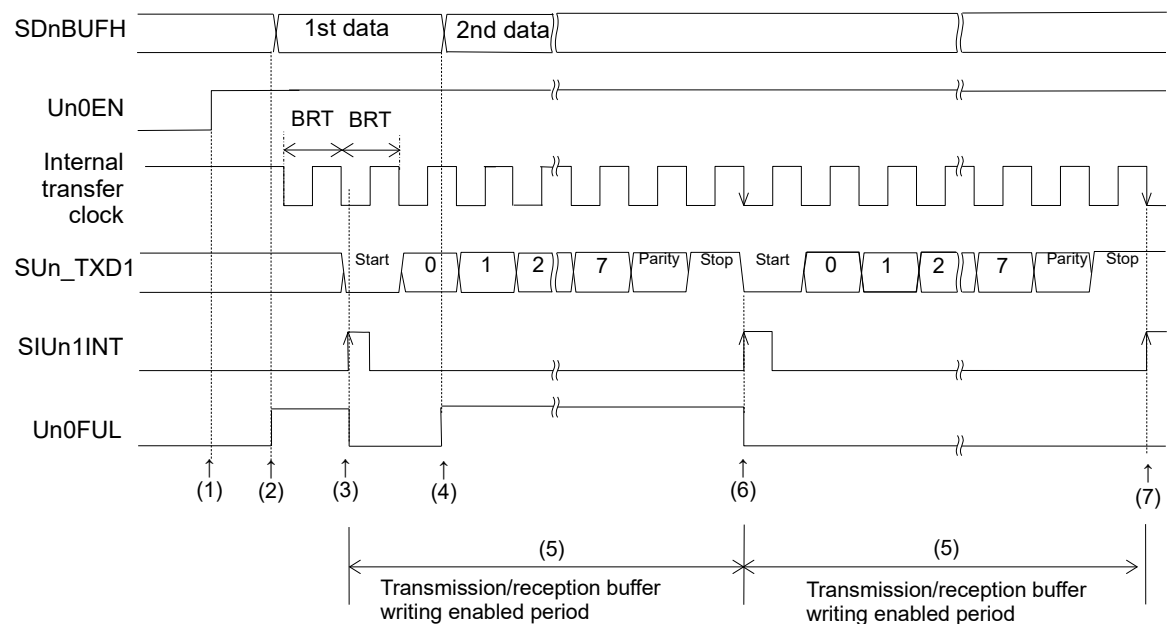 SDnBUFH 1st data 2nd data
Un0EN
BRT BRT
Internal
transfer
clock
SUn_TXD1 Start 0 1 2 7 Parity Stop Start 0 1 2 7 Parity Stop
SIUn1INT
Un0FUL
(1) (2) (3) (4) (6) (7)
(5) (5)
Transmission/reception buffer Transmission/reception buffer
writing enabled period writing enabled period